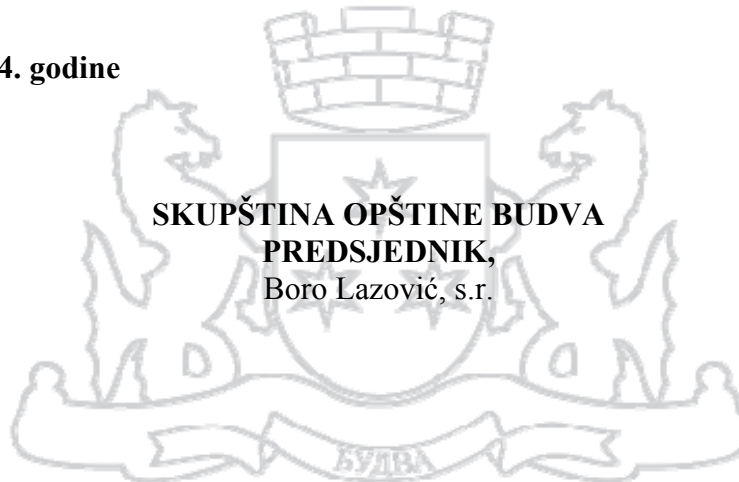 4. godine
SKUPŠTINA OPŠTINE BUDVA
PREDSJEDNIK,
Boro Lazović, s.r.
БУДВА